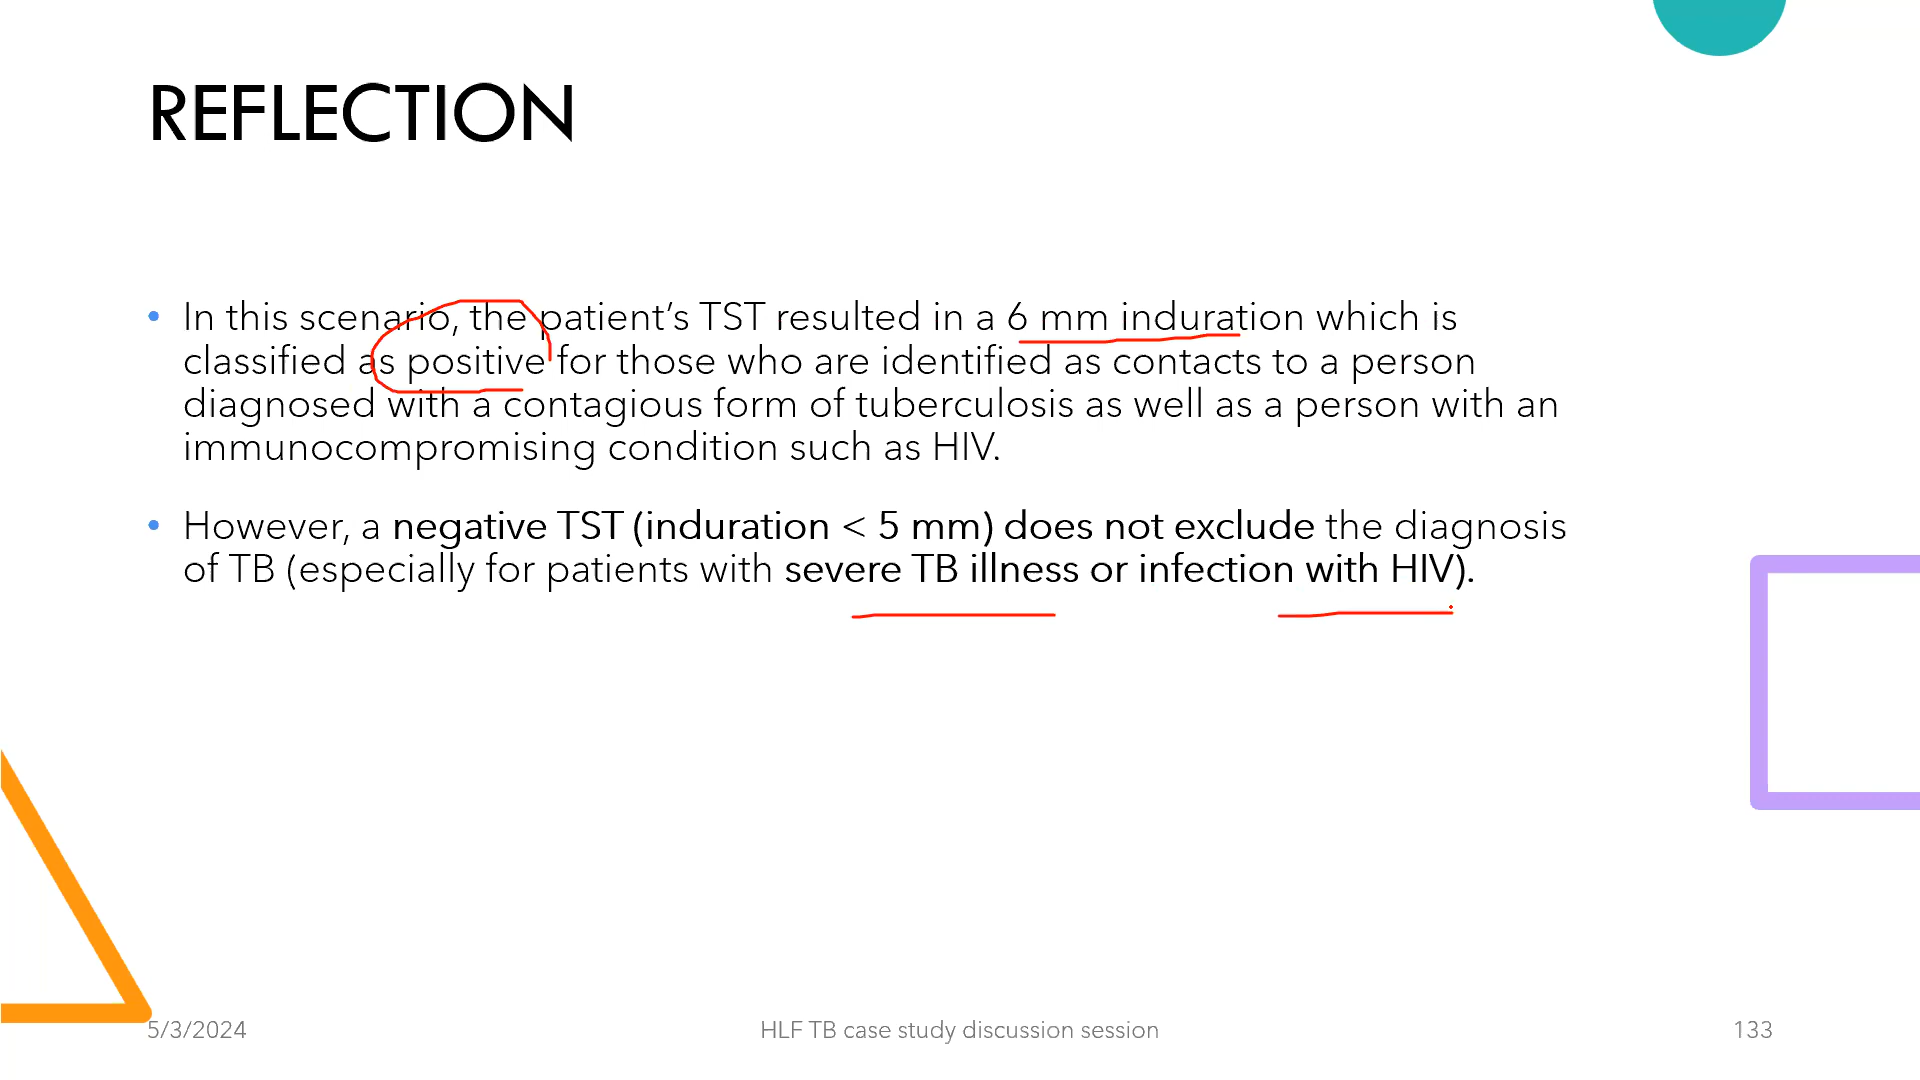 REFLECTION
• In this scenario, the patient’s TST resulted in a 6 mm induration which is
classified as positive for those who are identified as contacts to a person
diagnosed with a contagious form of tuberculosis as well as a person with an
immunocompromising condition such as HIV.
• However, a negative TST (induration < 5 mm) does not exclude the diagnosis
of TB (especially for patients with severe TB illness or infection with HIV).
5/3/2024
HLF TB case study discussion session
133